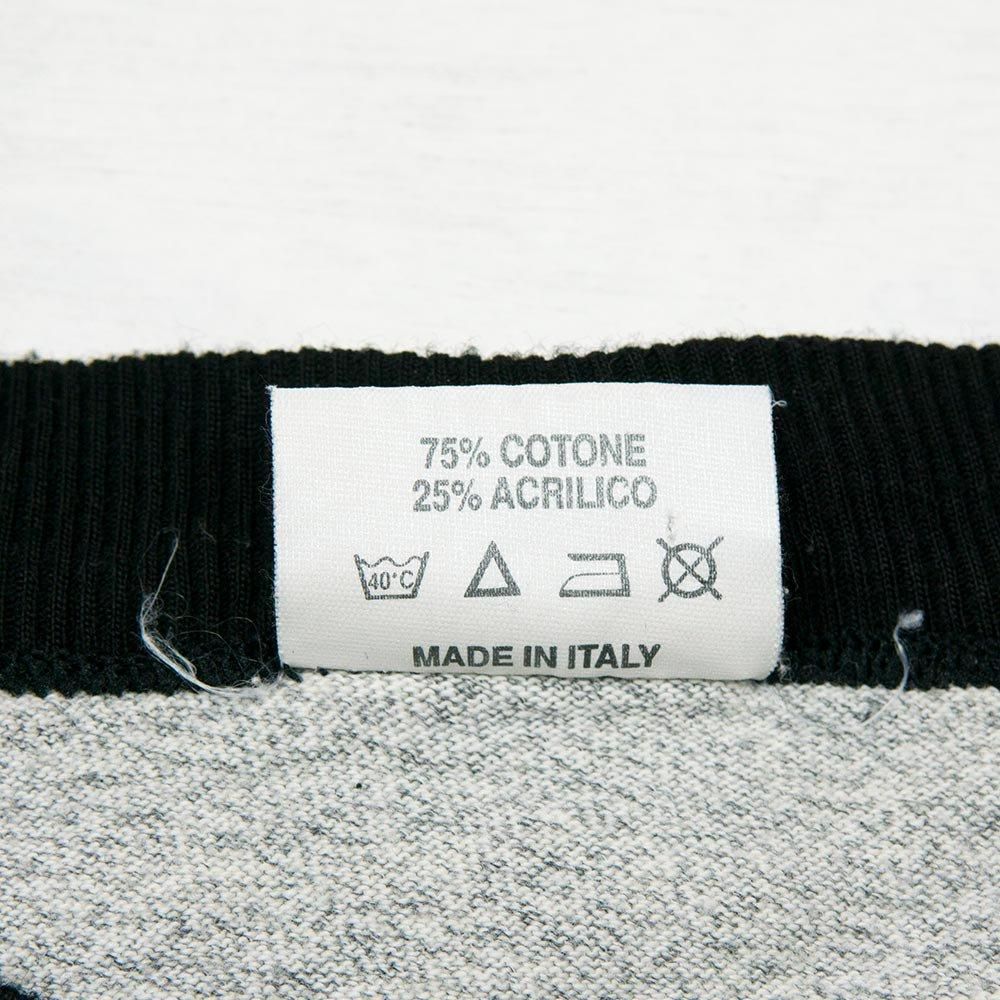 75% COTONE
25% ACRILICO
40°C
MADE IN ITALY